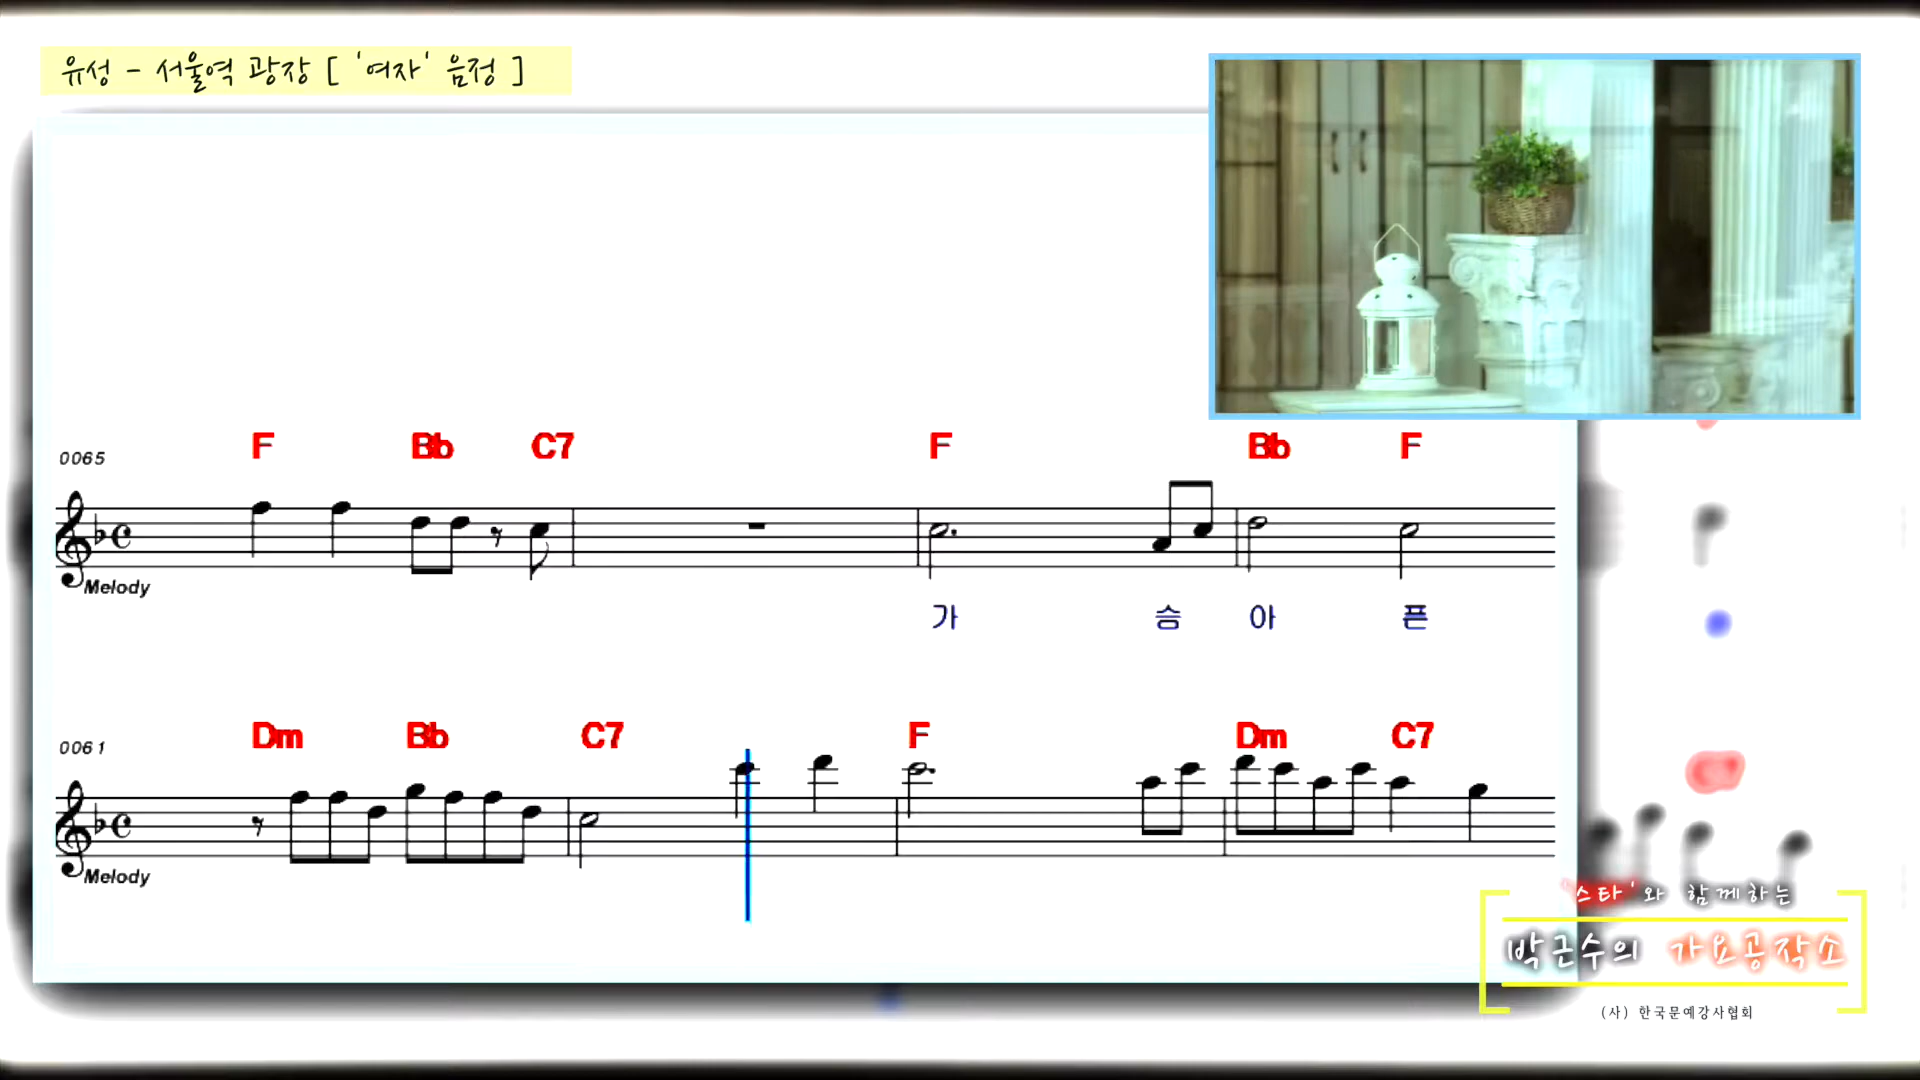 유성 - 서울역 광장 [ '여자' 음정 ]
0065
F Bb C7 F Bb F
Melody
가 슴 아 픈
0061
Dm Bb C7 F Dm C7
Melody
'스타'와 함께하는
박근수의 가요공작소
(사) 한국문예강사협회